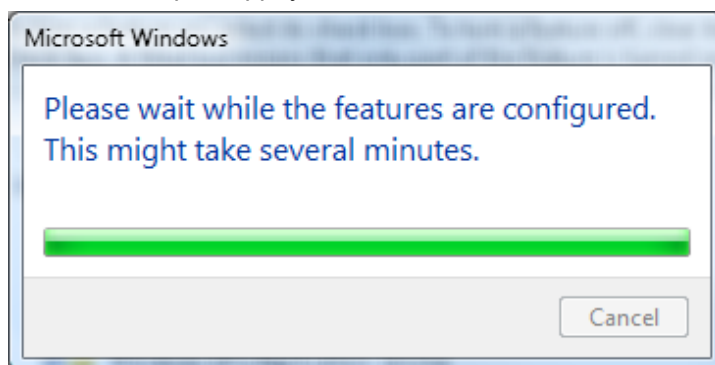 Microsoft Windows
Please wait while the features are configured.
This might take several minutes.
Cancel